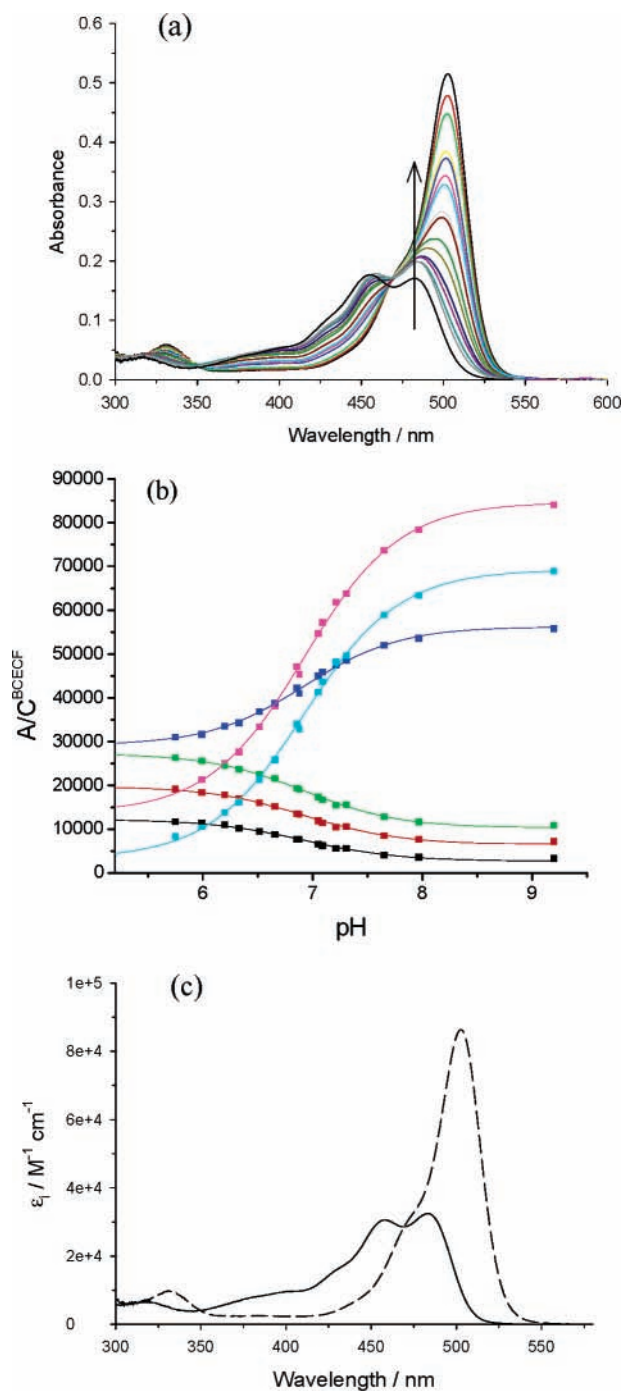 (a)
0.6
0.5
0.4
0.3
0.2
0.1
0.0
Absorbance
300 350 400 450 500 550 600
Wavelength / nm
(b)
90000
80000
70000
60000
50000
40000
30000
20000
10000
0
A/C^BCECF
6 7 8 9
pH
(c)
1e+5
8e+4
6e+4
4e+4
2e+4
0
εi / M⁻¹ cm⁻¹
300 350 400 450 500 550
Wavelength / nm